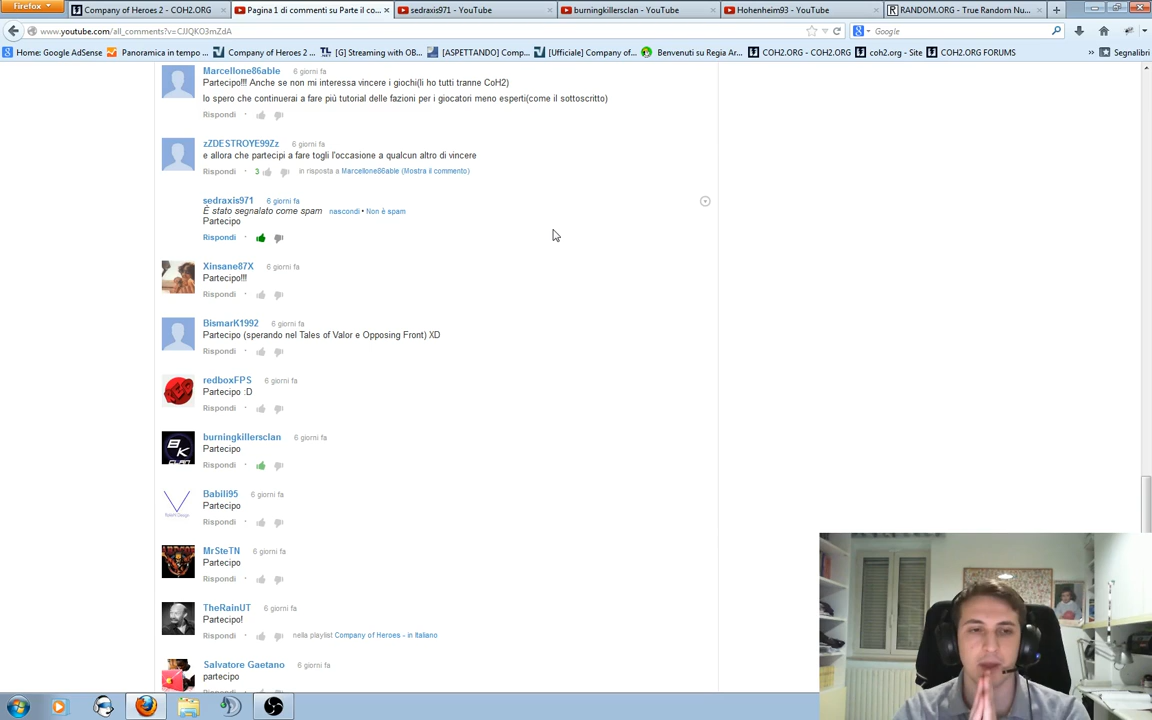 Firefox
Company of Heroes 2 - COH2.ORG
Pagina 1 di commenti su Parte il co...
sedraxis971 - YouTube
burningkillersclan - YouTube
Hohenheim93 - YouTube
RANDOM.ORG - True Random Nu...
www.youtube.com/all_comments?v=CJJQKO3mZdA
Google
Home: Google AdSense
Panoramica in tempo ...
Company of Heroes 2 ...
[G] Streaming with OB...
[ASPETTANDO] Comp...
[Ufficiale] Company of...
Benvenuti su Regia Ar...
COH2.ORG - COH2.ORG
coh2.org - Site
COH2.ORG FORUMS
Segnalibri
Marcellone86able 6 giorni fa
Partecipo!!! Anche se non mi interessa vincere i giochi(li ho tutti tranne CoH2)
Io spero che continuerai a fare più tutorial delle fazioni per i giocatori meno esperti(come il sottoscritto)
Rispondi
zZDESTROYE99Zz 6 giorni fa
e allora che partecipi a fare togli l'occasione a qualcun altro di vincere
Rispondi · 3 in risposta a Marcellone86able (Mostra il commento)
sedraxis971 6 giorni fa
È stato segnalato come spam nascondi • Non è spam
Partecipo
Rispondi
Xinsane87X 6 giorni fa
Partecipo!!!
Rispondi
BismarK1992 6 giorni fa
Partecipo (sperando nel Tales of Valor e Opposing Front) XD
Rispondi
redboxFPS 6 giorni fa
Partecipo :D
Rispondi
burningkillersclan 6 giorni fa
Partecipo
Rispondi
Babili95 6 giorni fa
Partecipo
Rispondi
MrSteTN 6 giorni fa
Partecipo
Rispondi
TheRainUT 6 giorni fa
Partecipo!
Rispondi · nella playlist Company of Heroes - in Italiano
Salvatore Gaetano 6 giorni fa
partecipo